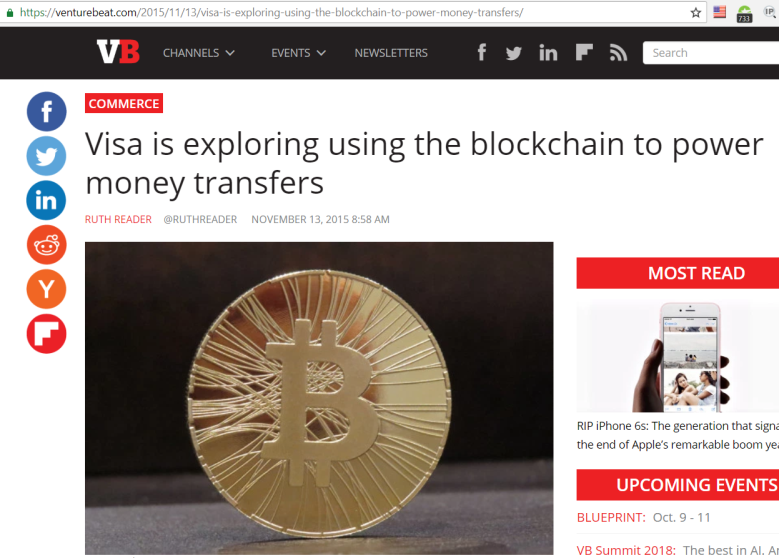 https://venturebeat.com/2015/11/13/visa-is-exploring-using-the-blockchain-to-power-money-transfers/
733
IP
VB
CHANNELS
EVENTS
NEWSLETTERS
f
in
Search
f
in
Y
COMMERCE
Visa is exploring using the blockchain to power
money transfers
RUTH READER @RUTHREADER NOVEMBER 13, 2015 8:58 AM
B
MOST READ
RIP iPhone 6s: The generation that signa
the end of Apple's remarkable boom yea
UPCOMING EVENTS
BLUEPRINT: Oct. 9 - 11
VB Summit 2018: The best in AI. A